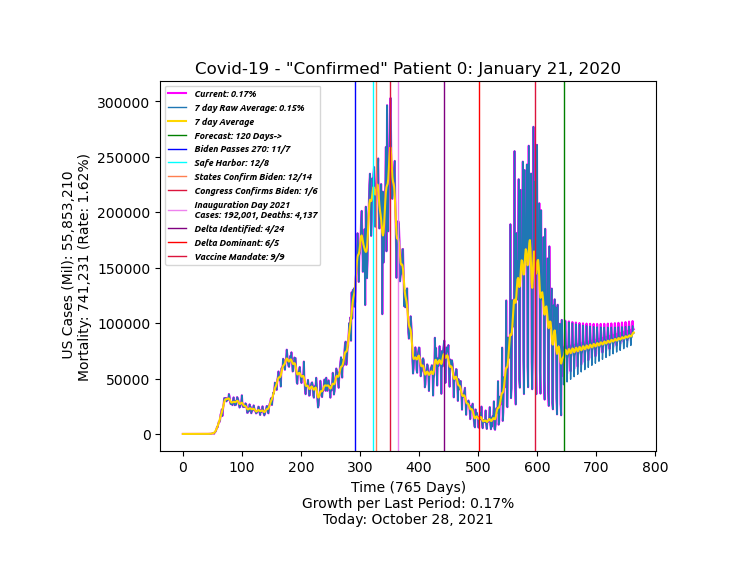 Covid-19 - "Confirmed" Patient 0: January 21, 2020
US Cases (Mil): 55,853,210
Mortality: 741,231 (Rate: 1.62%)
300000
250000
200000
150000
100000
50000
0
Current: 0.17%
7 day Raw Average: 0.15%
7 day Average
Forecast: 120 Days->
Biden Passes 270: 11/7
Safe Harbor: 12/8
States Confirm Biden: 12/14
Congress Confirms Biden: 1/6
Inauguration Day 2021
Cases: 192,001, Deaths: 4,137
Delta Identified: 4/24
Delta Dominant: 6/5
Vaccine Mandate: 9/9
0 100 200 300 400 500 600 700 800
Time (765 Days)
Growth per Last Period: 0.17%
Today: October 28, 2021